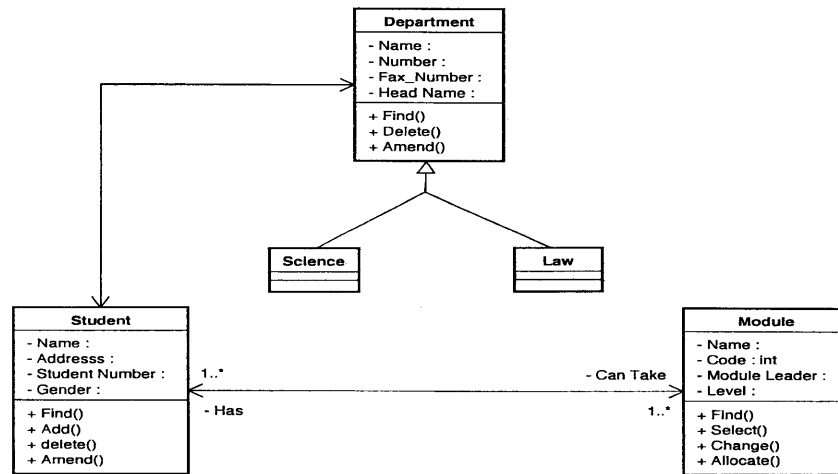 Department
- Name :
- Number :
- Fax_Number :
- Head Name :
+ Find()
+ Delete()
+ Amend()
Science
Law
Student
- Name :
- Addresss :
- Student Number :
- Gender :
+ Find()
+ Add()
+ delete()
+ Amend()
1..*
- Has
- Can Take
1..*
Module
- Name :
- Code : int
- Module Leader :
- Level :
+ Find()
+ Select()
+ Change()
+ Allocate()